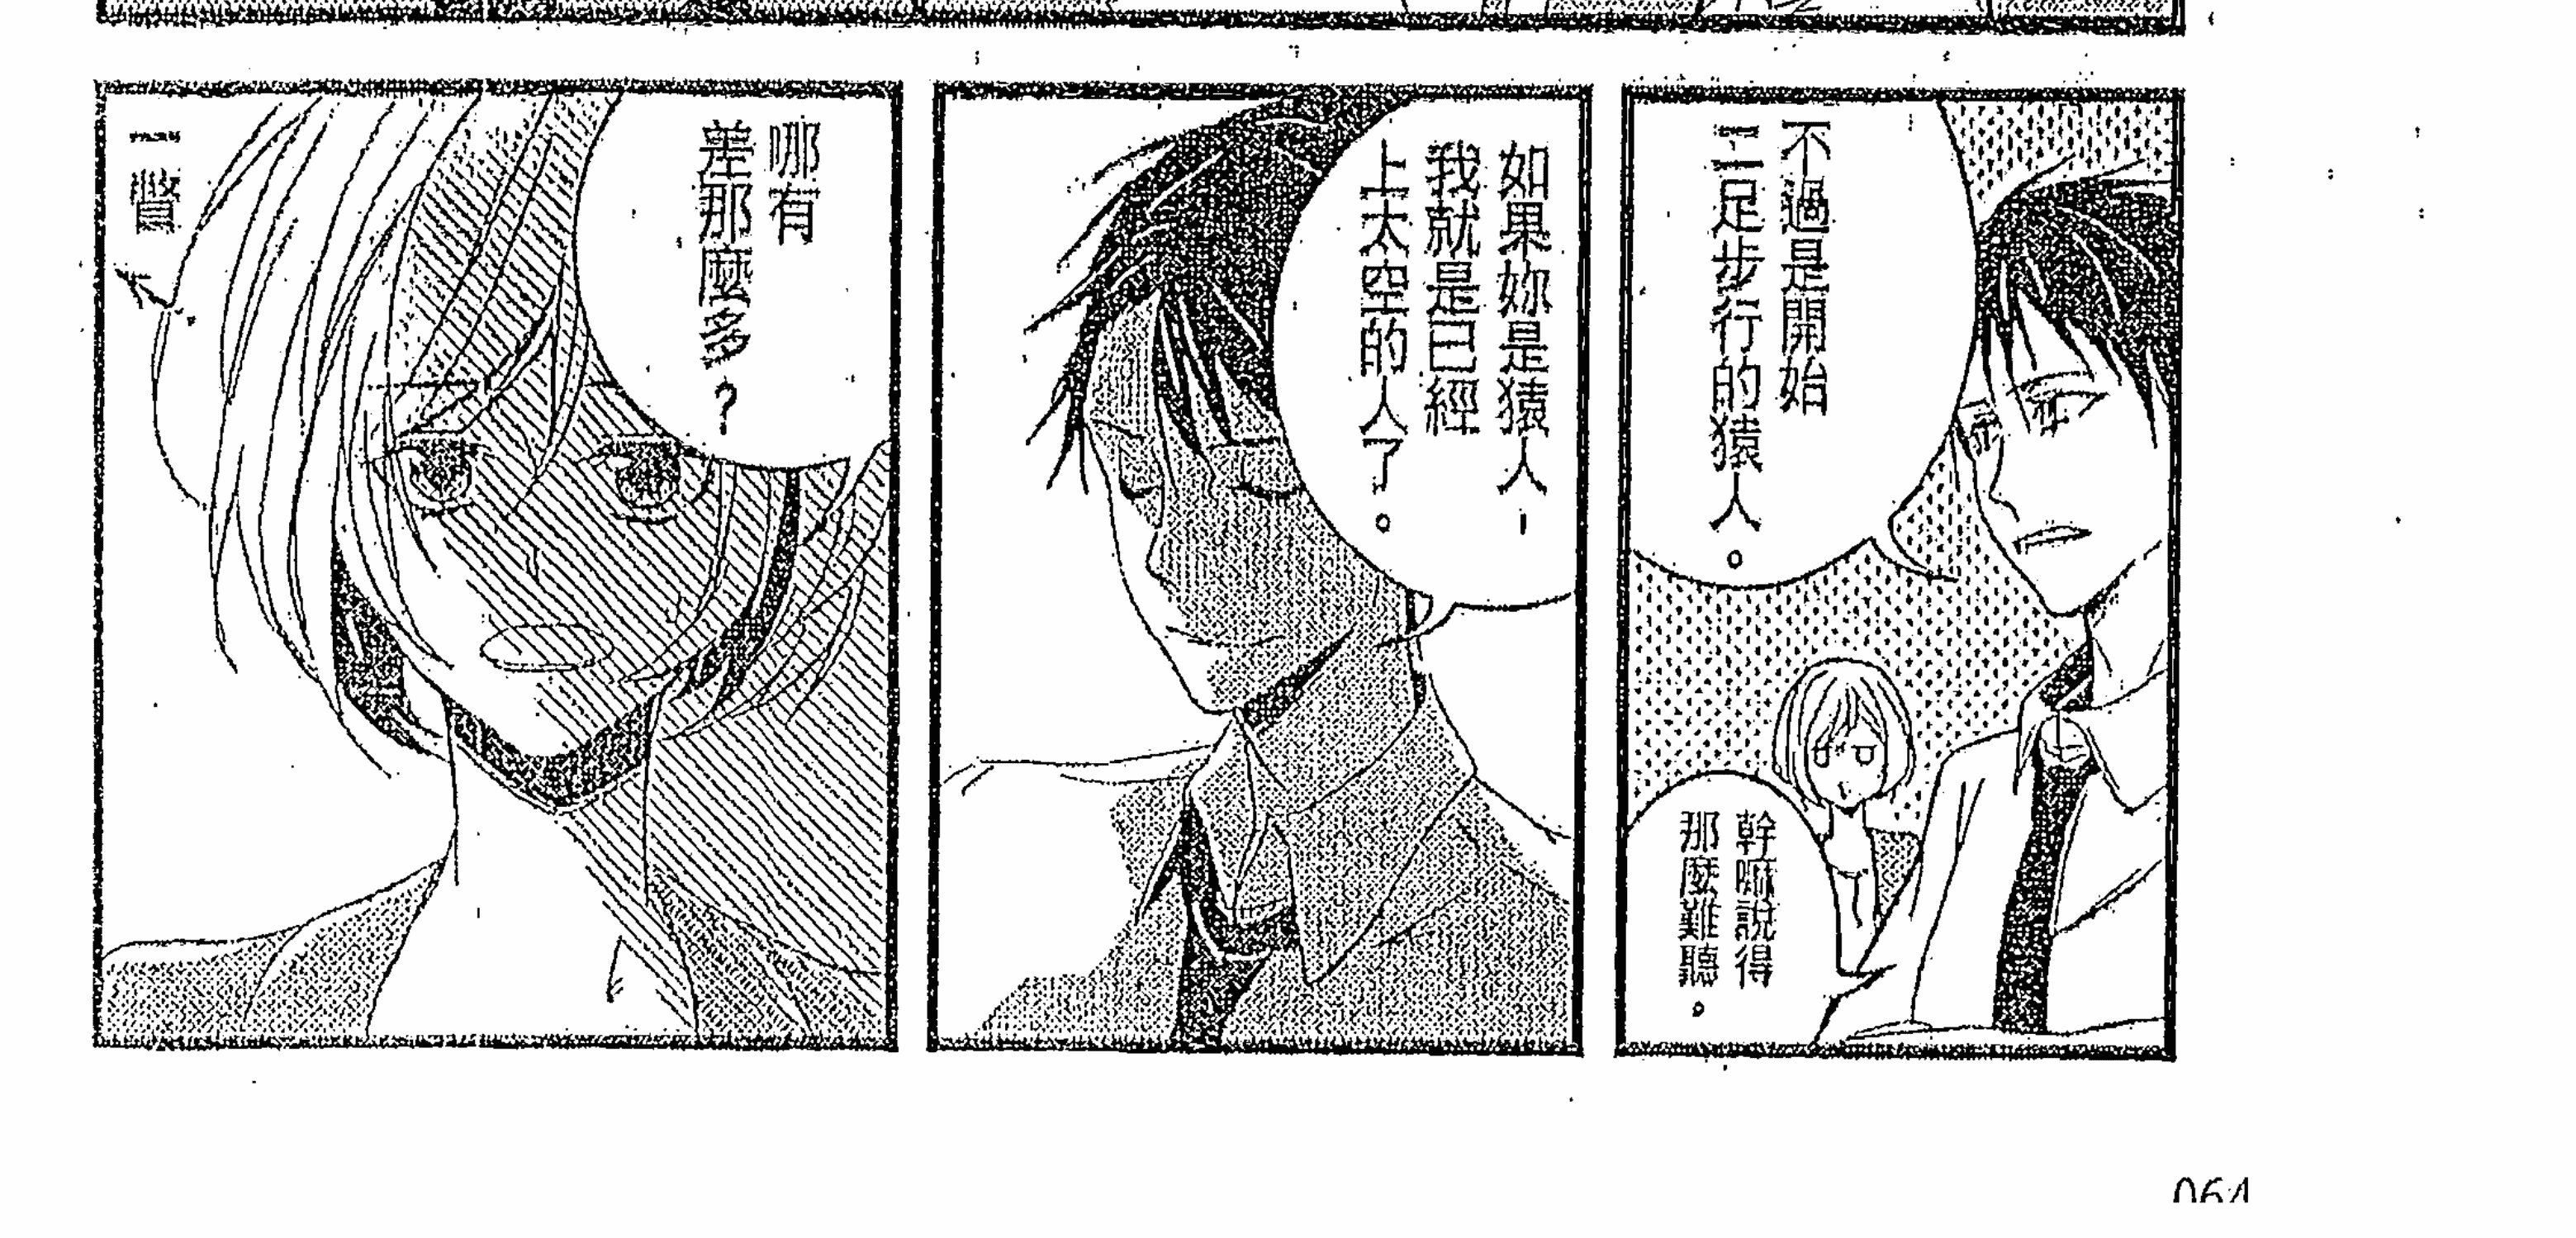 不過是開始
二足步行的猿人。
幹嘛說得
那麼難聽。
如果妳是猿人，
我就是已經
上太空的人了。
哪有
差那麼多？
一瞥
064